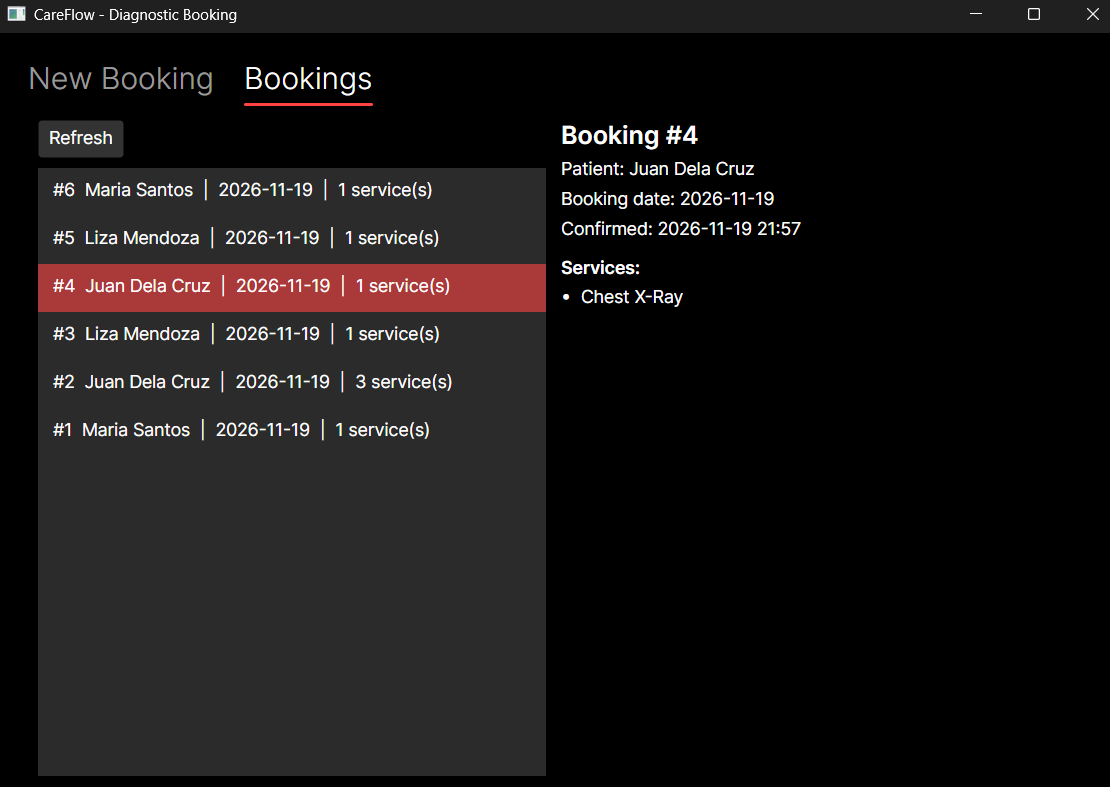 CareFlow - Diagnostic Booking
New Booking
Bookings
Refresh
#6 Maria Santos | 2026-11-19 | 1 service(s)
#5 Liza Mendoza | 2026-11-19 | 1 service(s)
#4 Juan Dela Cruz | 2026-11-19 | 1 service(s)
#3 Liza Mendoza | 2026-11-19 | 1 service(s)
#2 Juan Dela Cruz | 2026-11-19 | 3 service(s)
#1 Maria Santos | 2026-11-19 | 1 service(s)
Booking #4
Patient: Juan Dela Cruz
Booking date: 2026-11-19
Confirmed: 2026-11-19 21:57
Services:
• Chest X-Ray